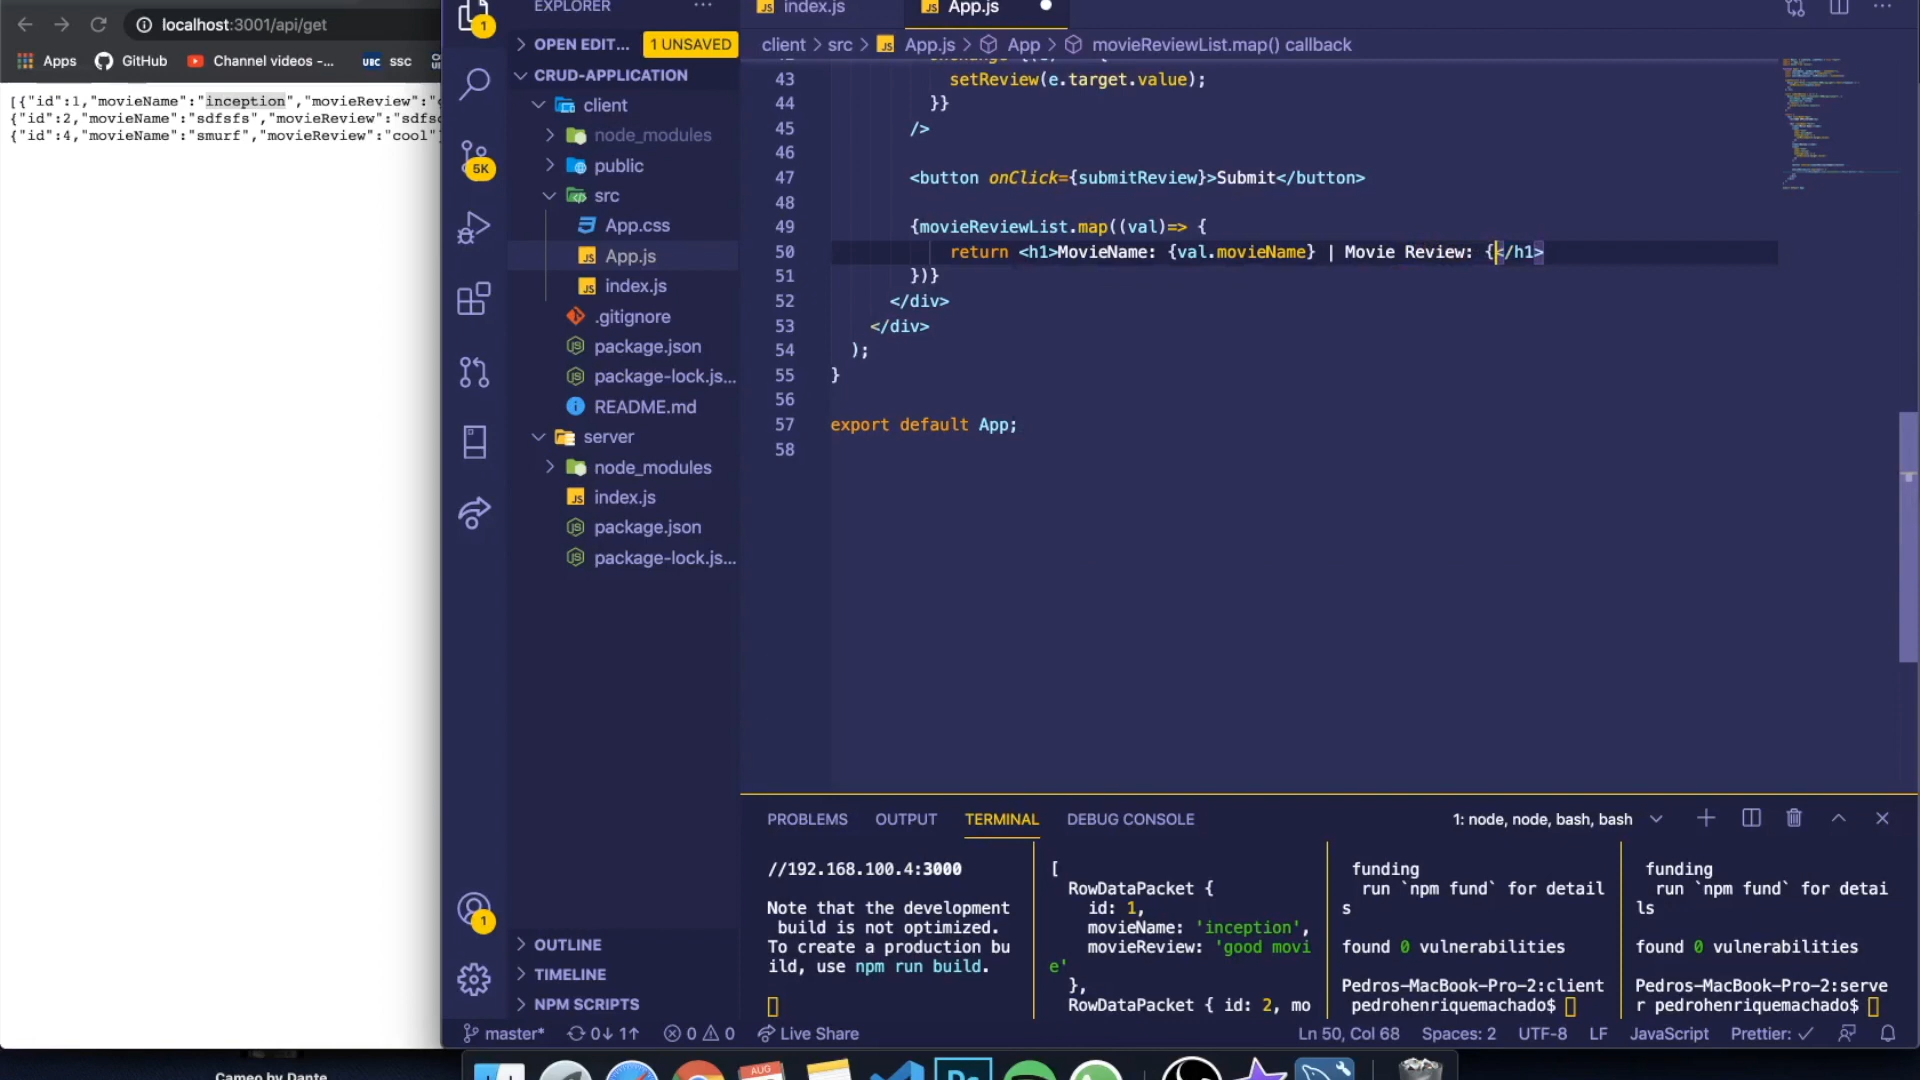 localhost:3001/api/get
Apps GitHub Channel videos -... UBC ssc
[{"id":1,"movieName":"inception","movieReview":"
{"id":2,"movieName":"sdfsfs","movieReview":"sdfs
{"id":4,"movieName":"smurf","movieReview":"cool"
1
5K
1
EXPLORER ...
OPEN EDIT... 1 UNSAVED
CRUD-APPLICATION
client
node_modules
public
src
App.css
JS App.js
JS index.js
.gitignore
package.json
package-lock.js...
README.md
server
node_modules
JS index.js
package.json
package-lock.js...
OUTLINE
TIMELINE
NPM SCRIPTS
JS index.js JS App.js
client > src > JS App.js > App > movieReviewList.map() callback
43 setReview(e.target.value);
44 }}
45 />
46
47 <button onClick={submitReview}>Submit</button>
48
49 {movieReviewList.map((val)=> {
50 return <h1>MovieName: {val.movieName} | Movie Review: {</h1>
51 })}
52 </div>
53 </div>
54 );
55 }
56
57 export default App;
58
PROBLEMS OUTPUT TERMINAL DEBUG CONSOLE 1: node, node, bash, bash
//192.168.100.4:3000
Note that the development
build is not optimized.
To create a production bu
ild, use npm run build.
[
RowDataPacket {
id: 1,
movieName: 'inception',
movieReview: 'good movi
e'
},
RowDataPacket { id: 2, mo
funding
run `npm fund` for detail
s
found 0 vulnerabilities
Pedros-MacBook-Pro-2:client
pedrohenriquemachado$
funding
run `npm fund` for detai
ls
found 0 vulnerabilities
Pedros-MacBook-Pro-2:serve
r pedrohenriquemachado$
master* 0↓ 1↑ 0 0 Live Share Ln 50, Col 68 Spaces: 2 UTF-8 LF JavaScript Prettier: ✓
AUG
Cameo by Dante